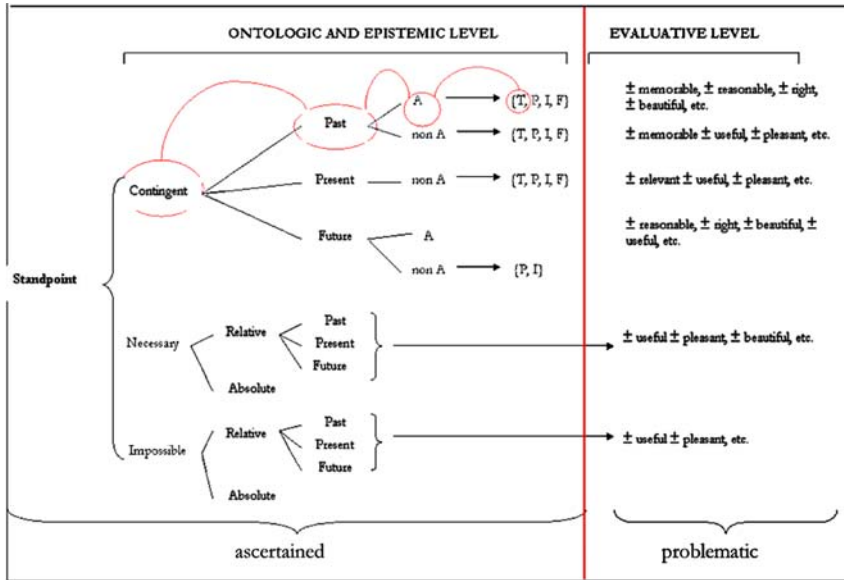 ONTOLOGIC AND EPISTEMIC LEVEL
EVALUATIVE LEVEL
A {T, P, I, F} ± memorable, ± reasonable, ± right,
± beautiful, etc.
Past
non A {T, P, I, F} ± memorable ± useful, ± pleasant, etc.
Contingent Present non A {T, P, I, F} ± relevant ± useful, ± pleasant, etc.
± reasonable, ± right, ± beautiful, ±
useful, etc.
Future A
non A {P, I}
Standpoint
Past
Necessary Relative Present ± useful ± pleasant, ± beautiful, etc.
Future
Absolute
Past
Impossible Relative Present ± useful ± pleasant, etc.
Future
Absolute
ascertained problematic